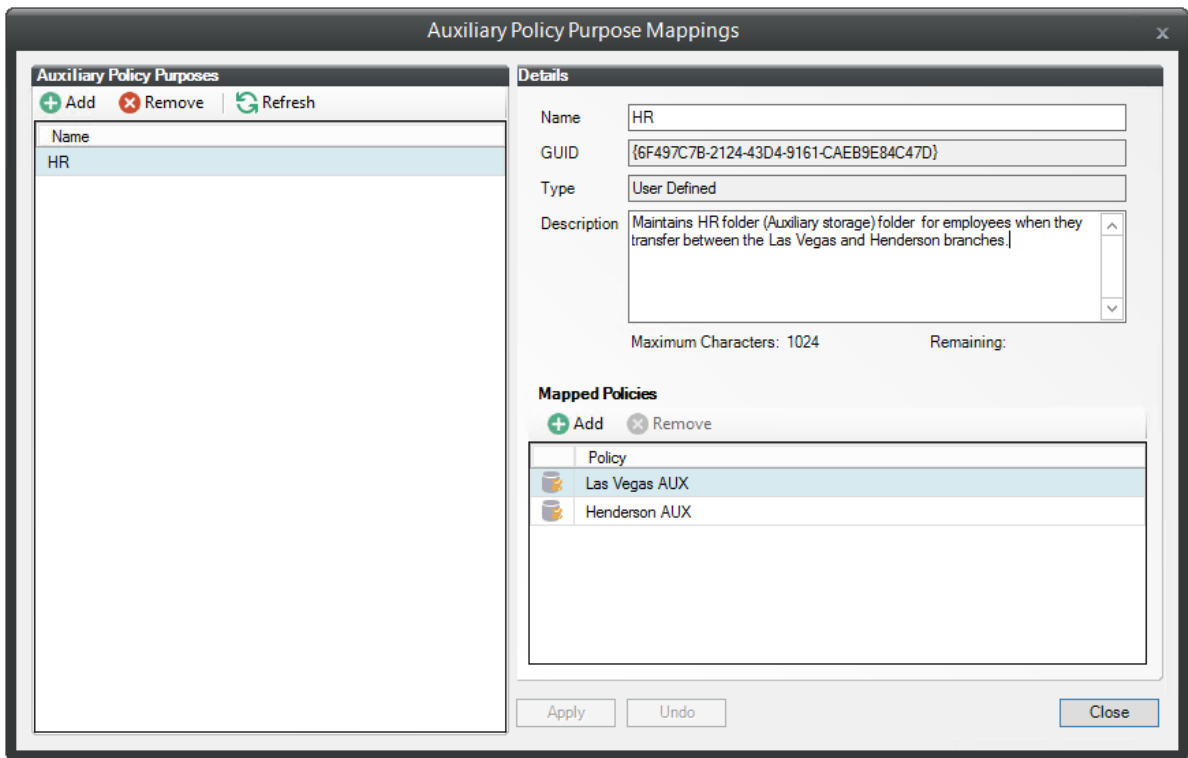 Auxiliary Policy Purpose Mappings
x
Auxiliary Policy Purposes
Add Remove Refresh
Name
HR
Details
Name HR
GUID {6F497C7B-2124-43D4-9161-CAEB9E84C47D}
Type User Defined
Description Maintains HR folder (Auxiliary storage) folder for employees when they
transfer between the Las Vegas and Henderson branches.
Maximum Characters: 1024 Remaining:
Mapped Policies
Add Remove
Policy
Las Vegas AUX
Henderson AUX
Apply Undo Close